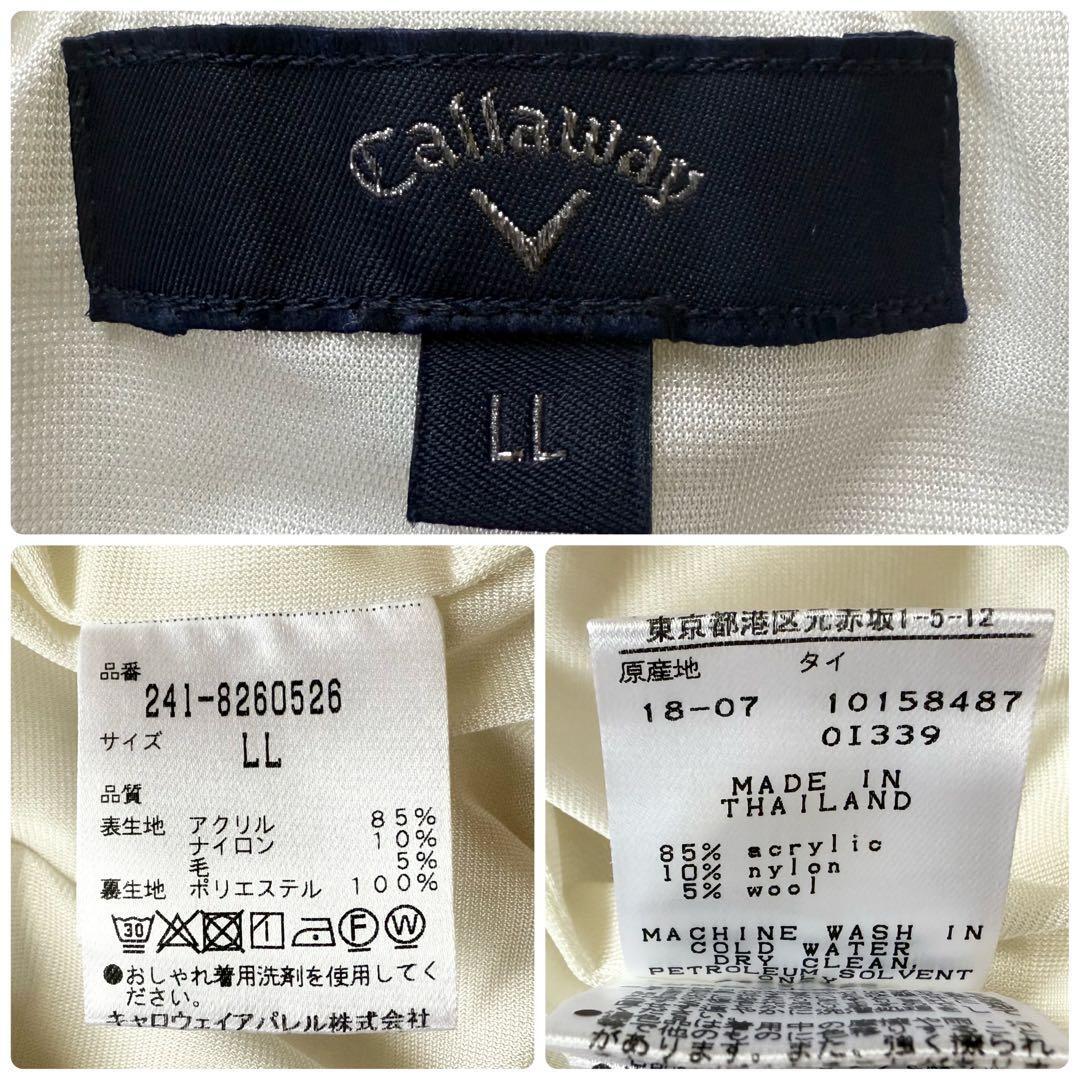 Callaway
LL
品番
241-8260526
サイズ
LL
品質
表生地 アクリル 85%
ナイロン 10%
毛 5%
裏生地 ポリエステル 100%
30 F W
●おしゃれ着用洗剤を使用してく
ださい。
キャロウェイアパレル株式会社
東京都港区元赤坂1-5-12
原産地 タイ
18-07 10158487
01339
MADE IN
THAILAND
85% acrylic
10% nylon
5% wool
MACHINE WASH IN
COLD WATER
DRY CLEAN,
PETROLEUM SOLVENT